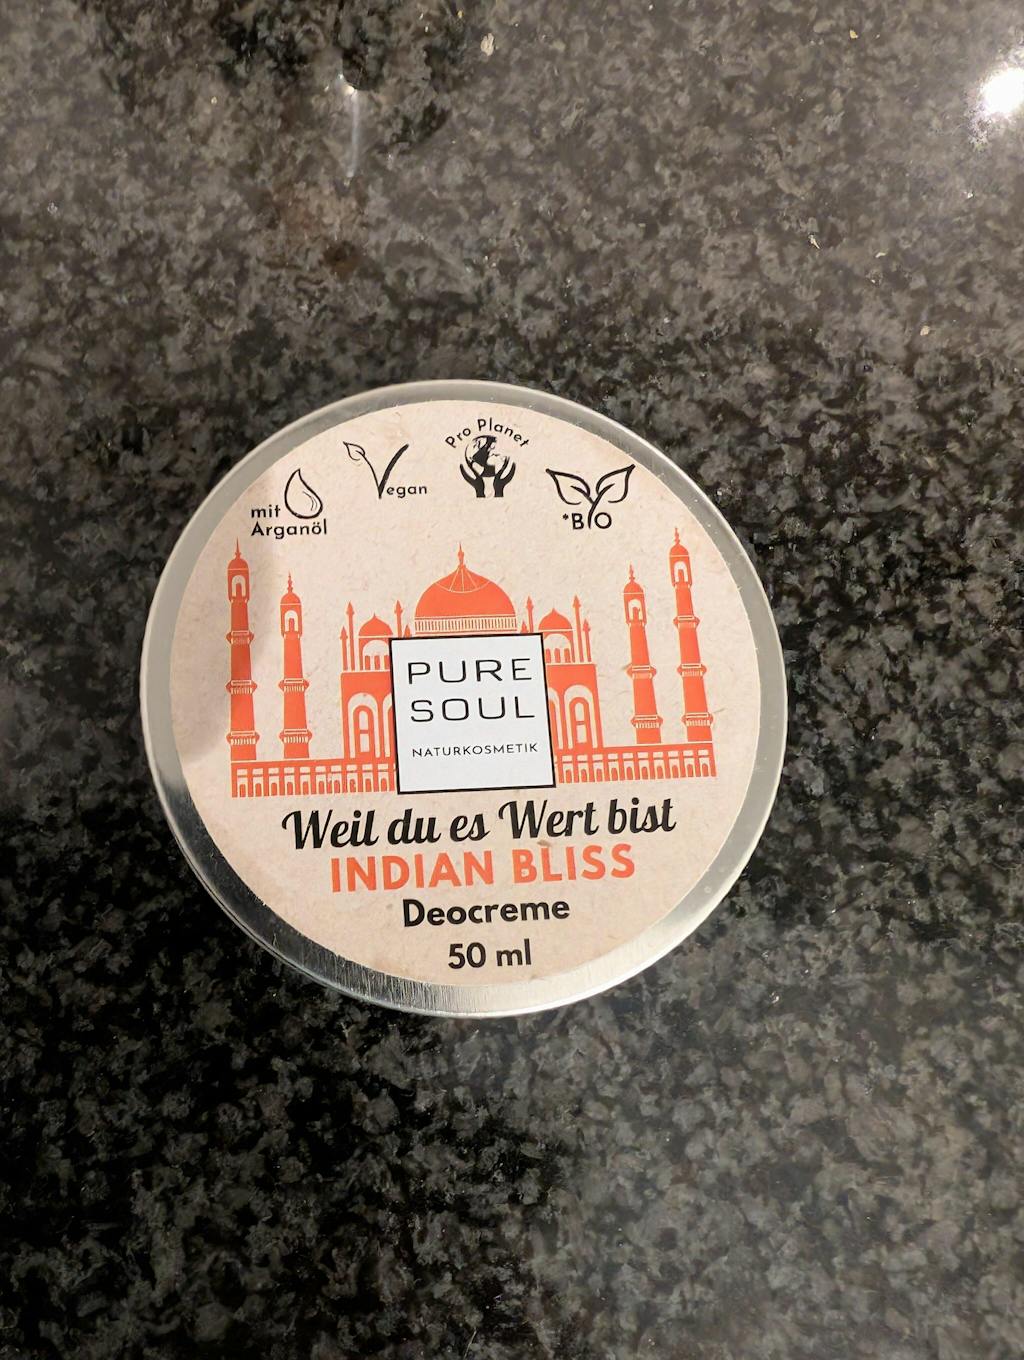 mit
Arganöl
Vegan
Pro Planet
*BIO
PURE
SOUL
NATURKOSMETIK
Weil du es Wert bist
INDIAN BLISS
Deocreme
50 ml